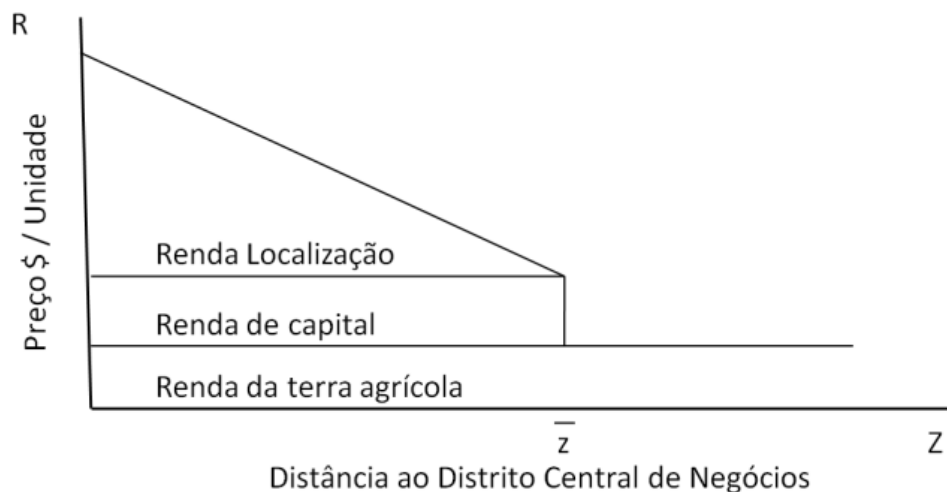 R
Preço $ / Unidade
Renda Localização
Renda de capital
Renda da terra agrícola
z̅
Z
Distância ao Distrito Central de Negócios